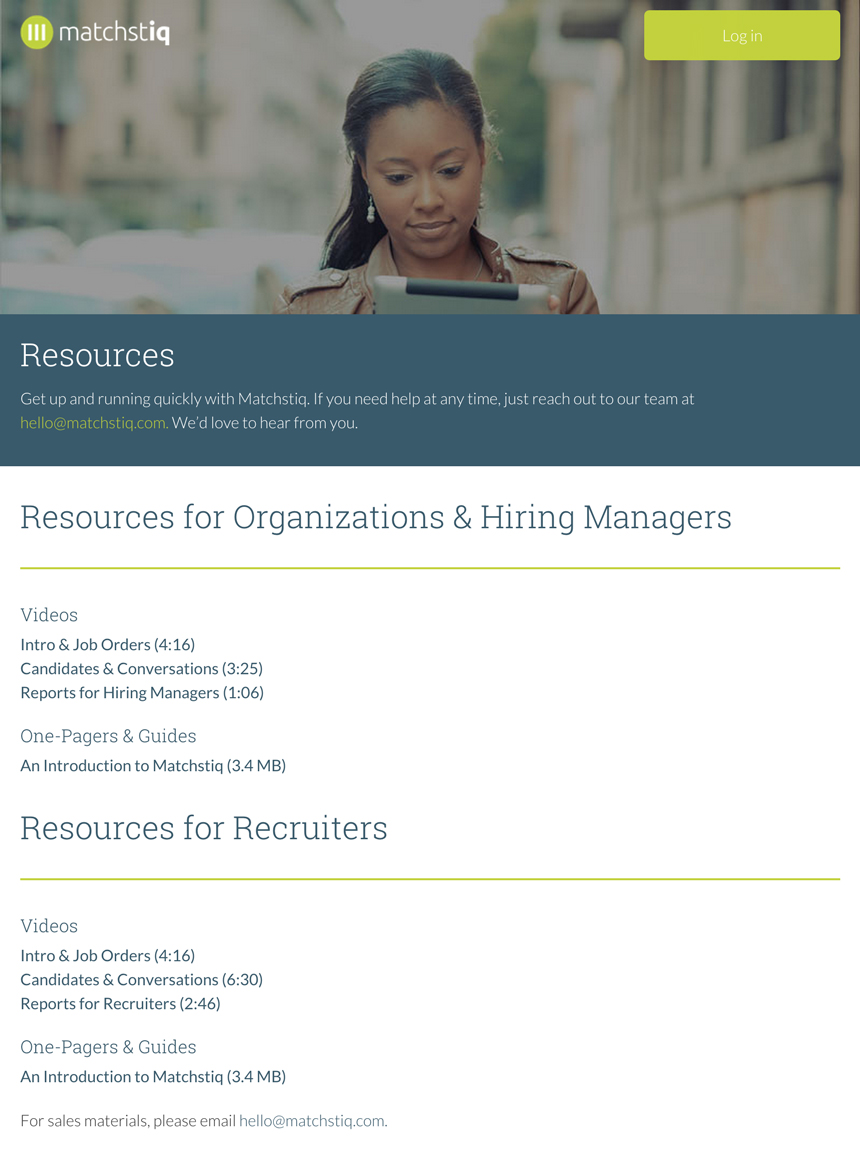 matchstiq
Log in
Resources
Get up and running quickly with Matchstiq. If you need help at any time, just reach out to our team at
hello@matchstiq.com. We'd love to hear from you.
Resources for Organizations & Hiring Managers
Videos
Intro & Job Orders (4:16)
Candidates & Conversations (3:25)
Reports for Hiring Managers (1:06)
One-Pagers & Guides
An Introduction to Matchstiq (3.4 MB)
Resources for Recruiters
Videos
Intro & Job Orders (4:16)
Candidates & Conversations (6:30)
Reports for Recruiters (2:46)
One-Pagers & Guides
An Introduction to Matchstiq (3.4 MB)
For sales materials, please email hello@matchstiq.com.